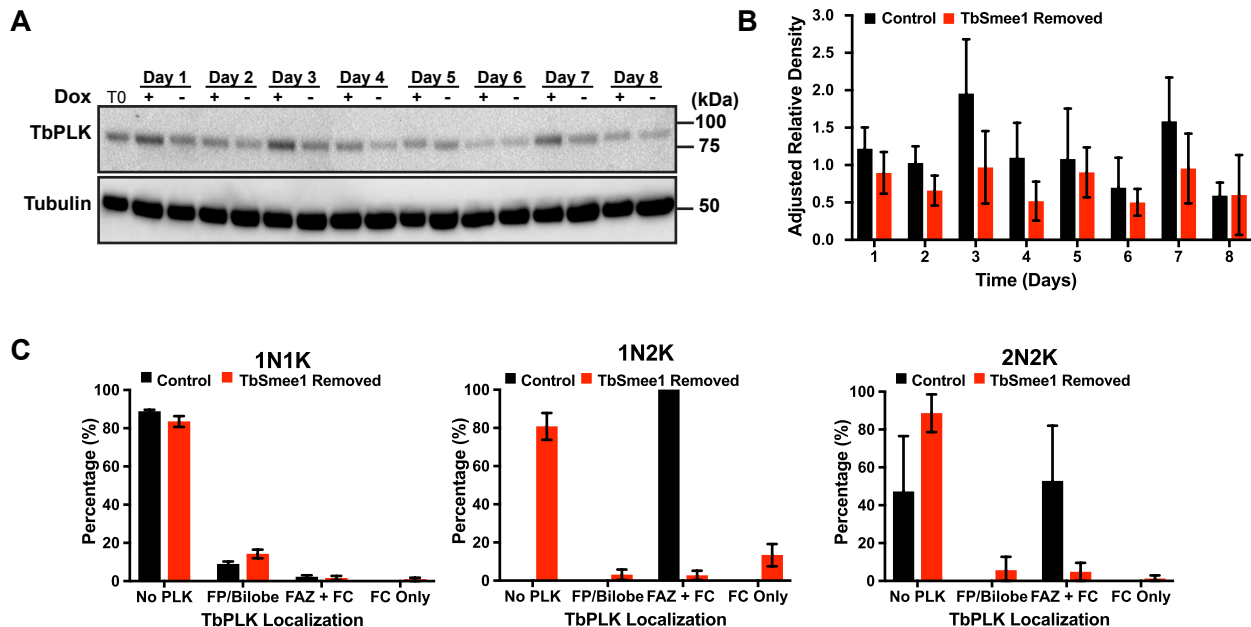 A
Day 1 Day 2 Day 3 Day 4 Day 5 Day 6 Day 7 Day 8
Dox T0 + - + - + - + - + - + - + - + - (kDa)
TbPLK
100
75
Tubulin
50
B
Control TbSmee1 Removed
Adjusted Relative Density
3.0
2.5
2.0
1.5
1.0
0.5
0.0
1 2 3 4 5 6 7 8
Time (Days)
C
1N1K
Control TbSmee1 Removed
Percentage (%)
100
80
60
40
20
0
No PLK FP/Bilobe FAZ + FC FC Only
TbPLK Localization
1N2K
Control TbSmee1 Removed
Percentage (%)
100
80
60
40
20
0
No PLK FP/Bilobe FAZ + FC FC Only
TbPLK Localization
2N2K
Control TbSmee1 Removed
Percentage (%)
100
80
60
40
20
0
No PLK FP/Bilobe FAZ + FC FC Only
TbPLK Localization